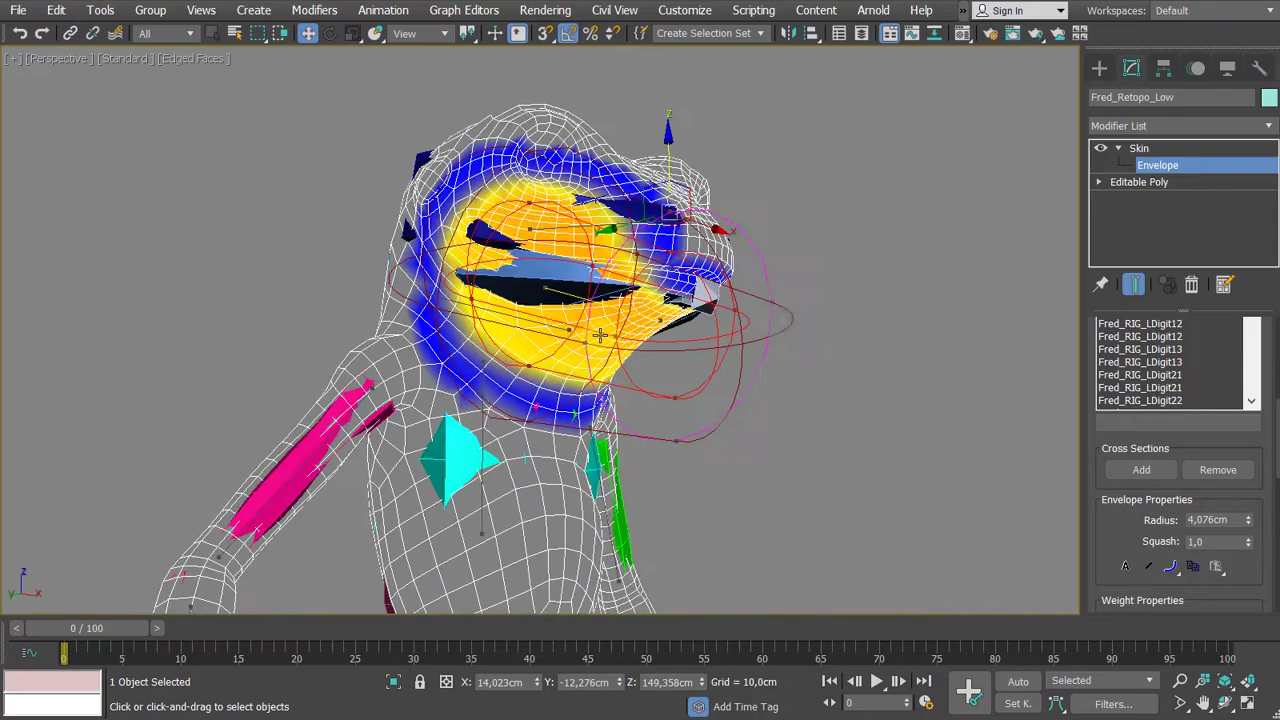 File Edit Tools Group Views Create Modifiers Animation Graph Editors Rendering Civil View Customize Scripting Content Arnold Help » Sign In Workspaces: Default
All View Create Selection Set
[+] [Perspective] [Standard] [Edged Faces]
Fred_Retopo_Low
Modifier List
Skin
Envelope
Editable Poly
Fred_RIG_LDigit12
Fred_RIG_LDigit12
Fred_RIG_LDigit13
Fred_RIG_LDigit13
Fred_RIG_LDigit21
Fred_RIG_LDigit21
Fred_RIG_LDigit22
Cross Sections
Add Remove
Envelope Properties
Radius: 4,076cm
Squash: 1,0
A
Weight Properties
z
x
z
y x
< 0 / 100 >
0 5 10 15 20 25 30 35 40 45 50 55 60 65 70 75 80 85 90 95 100
1 Object Selected X: 14,023cm Y: -12,276cm Z: 149,358cm Grid = 10,0cm Auto Selected
Click or click-and-drag to select objects Add Time Tag 0 Set K. Filters...